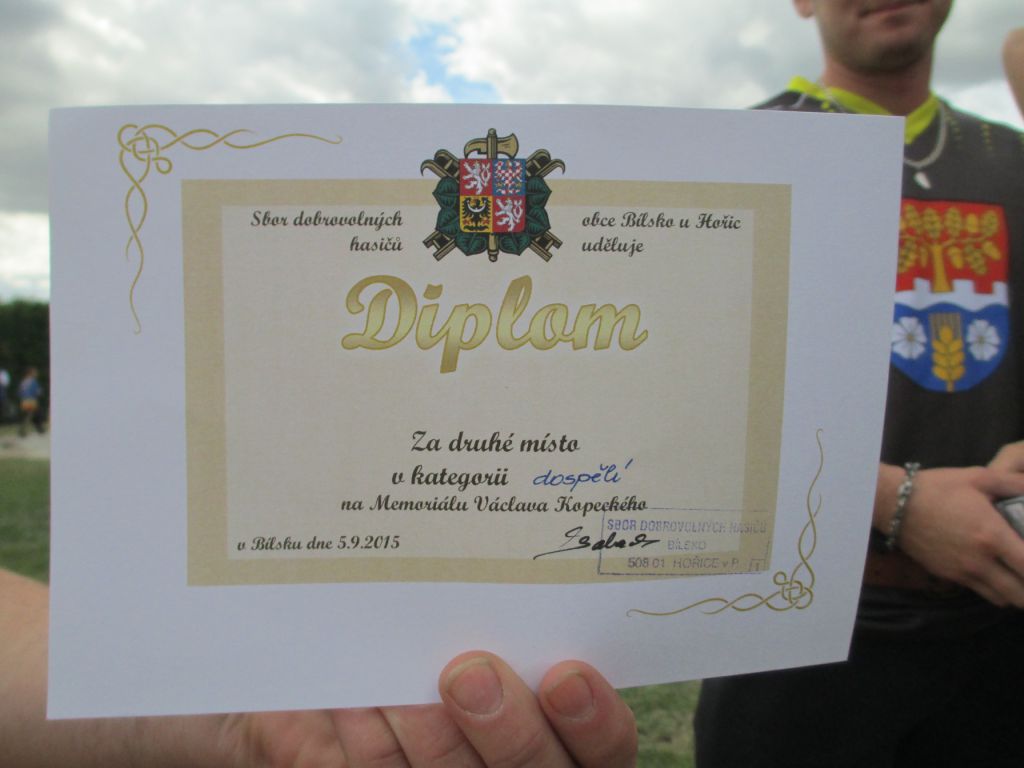 Sbor dobrovolných hasičů
obce Bílsko u Hořic uděluje
Diplom
Za druhé místo
v kategorii dospělí
na Memoriálu Václava Kopeckého
v Bílsku dne 5.9.2015
SBOR DOBROVOLNÝCH HASIČŮ
BÍLSKO
508 01 HOŘICE v P.